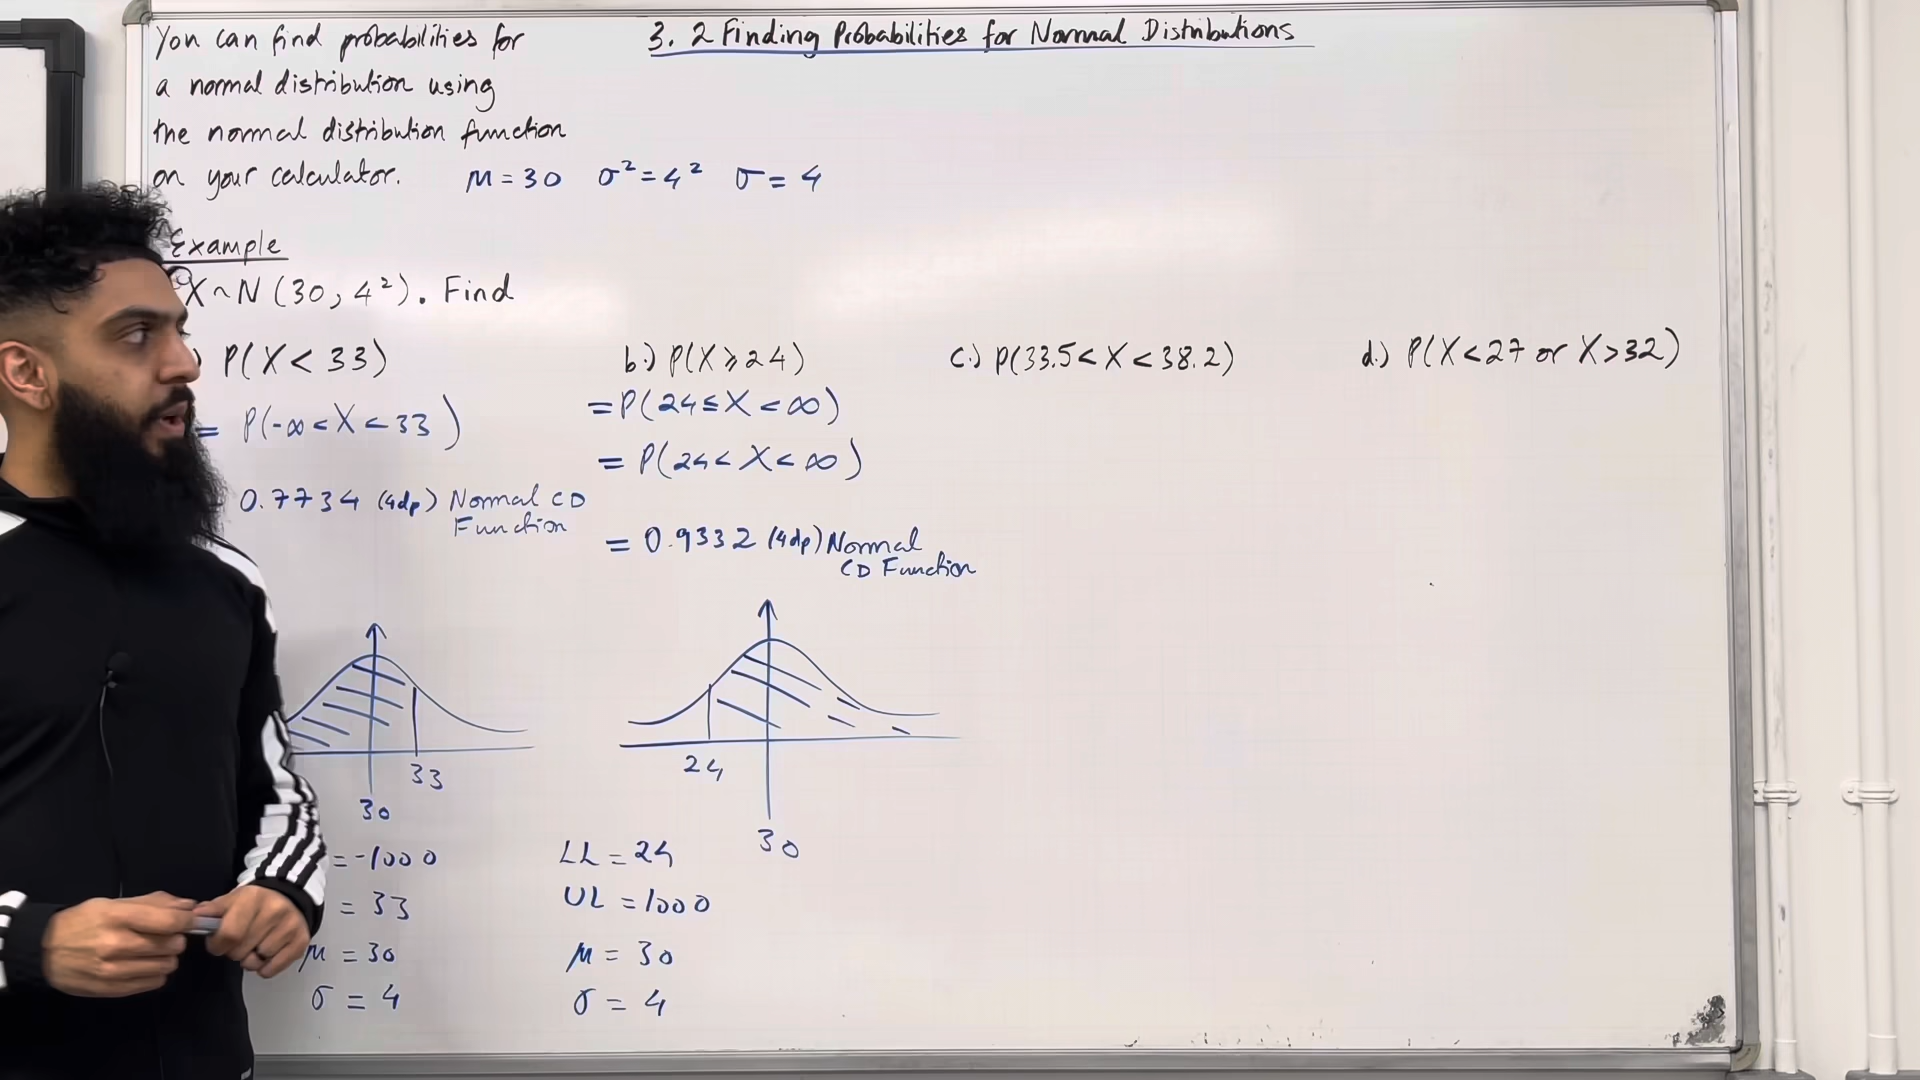 3.2 Finding Probabilities for Normal Distributions
You can find probabilities for
a normal distribution using
the normal distribution function
on your calculator.
μ = 30 σ² = 4² σ = 4
Example
X ~ N (30, 4²). Find
) P(X < 33)
= P(-∞ < X < 33)
0.7734 (4dp) Normal CD
Function
33
30
= -1000
= 33
μ = 30
σ = 4
b.) P(X ⩾ 24)
= P(24 ≤ X < ∞)
= P(24 < X < ∞)
= 0.9332 (4dp) Normal
CD Function
24
30
LL = 24
UL = 1000
μ = 30
σ = 4
c.) P(33.5 < X < 38.2)
d.) P(X < 27 or X > 32)